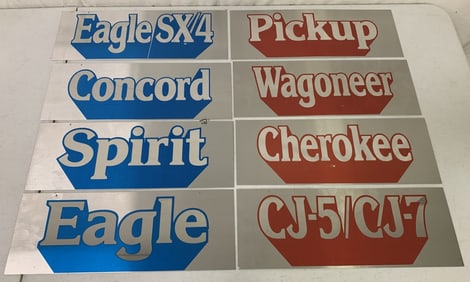 Eagle/SX/4
Pickup
Concord
Wagoneer
Spirit
Cherokee
Eagle
CJ-5/CJ-7